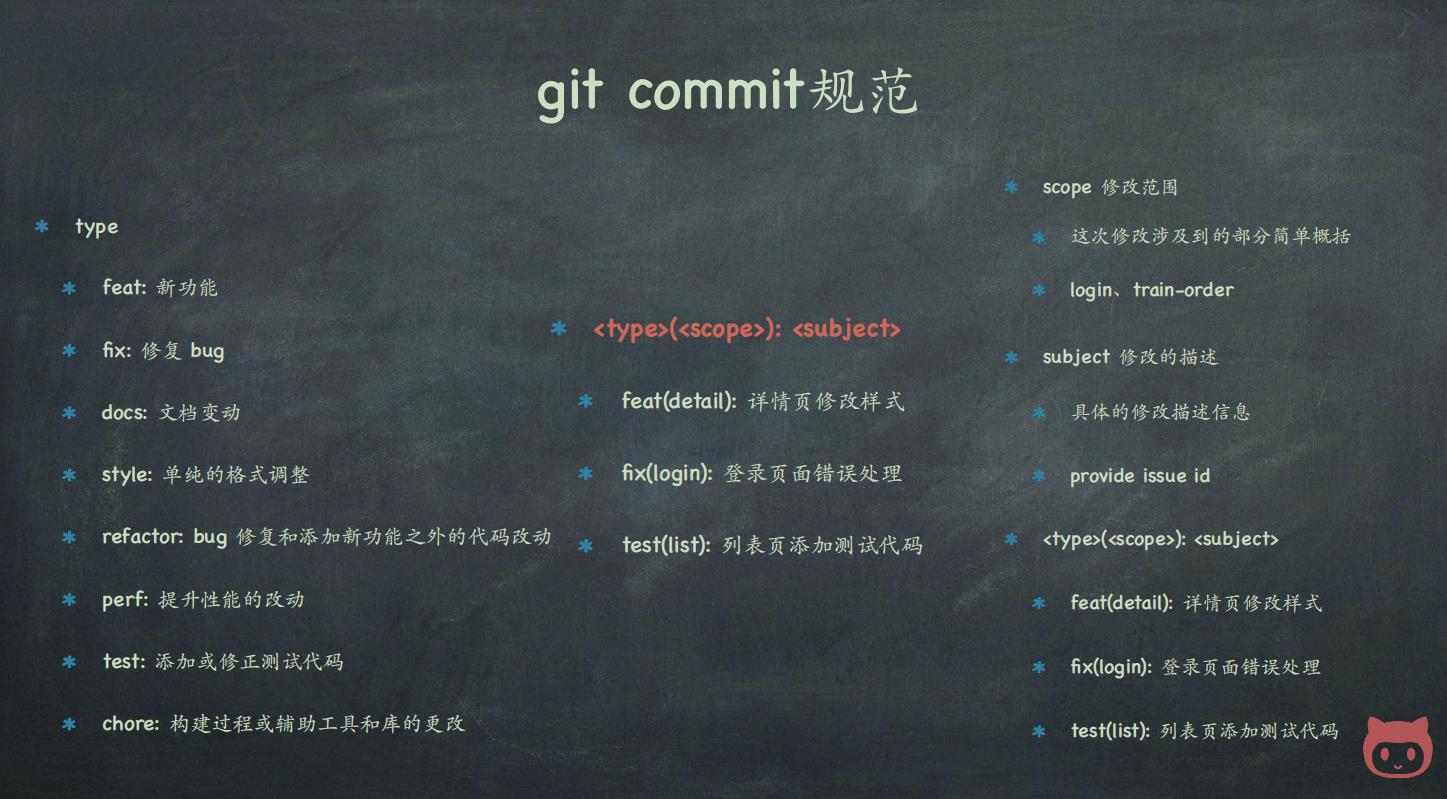 git commit规范
type
feat: 新功能
fix: 修复 bug
docs: 文档变动
style: 单纯的格式调整
refactor: bug 修复和添加新功能之外的代码改动
perf: 提升性能的改动
test: 添加或修正测试代码
chore: 构建过程或辅助工具和库的更改
<type>(<scope>): <subject>
feat(detail): 详情页修改样式
fix(login): 登录页面错误处理
test(list): 列表页添加测试代码
scope 修改范围
这次修改涉及到的部分简单概括
login、train-order
subject 修改的描述
具体的修改描述信息
provide issue id
<type>(<scope>): <subject>
feat(detail): 详情页修改样式
fix(login): 登录页面错误处理
test(list): 列表页添加测试代码